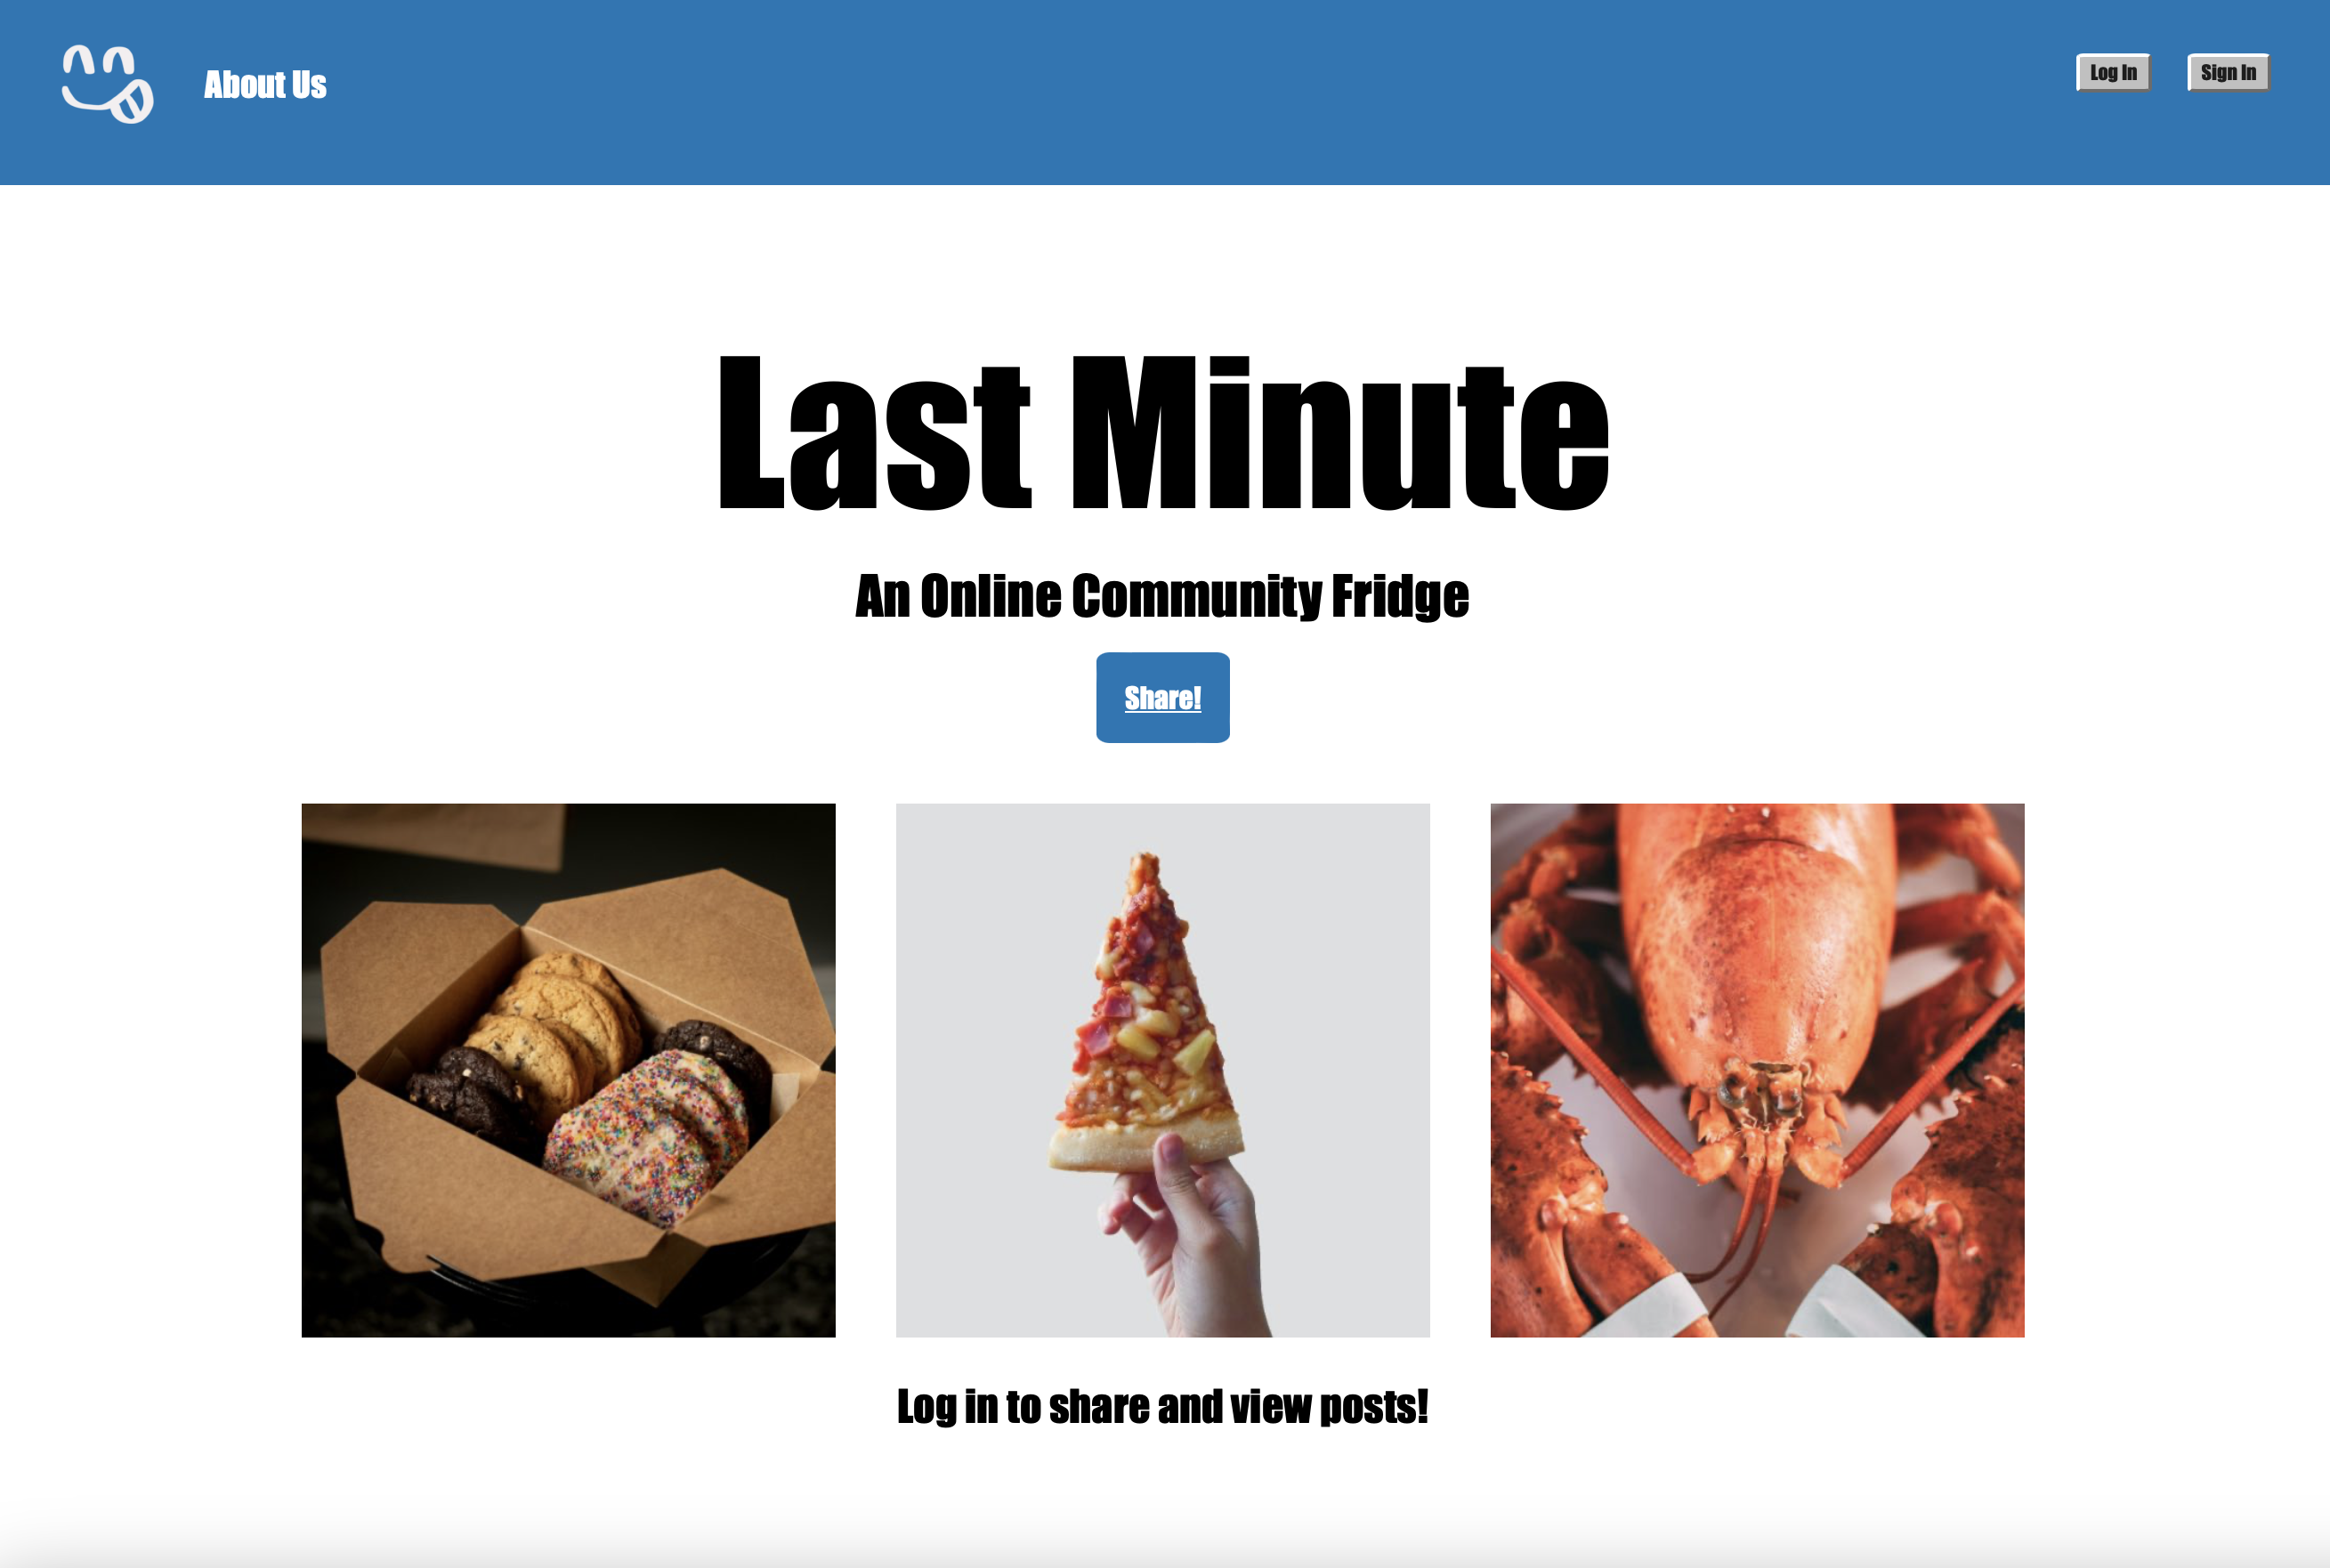 About Us
Log In
Sign In
Last Minute
An Online Community Fridge
Share!
Log in to share and view posts!